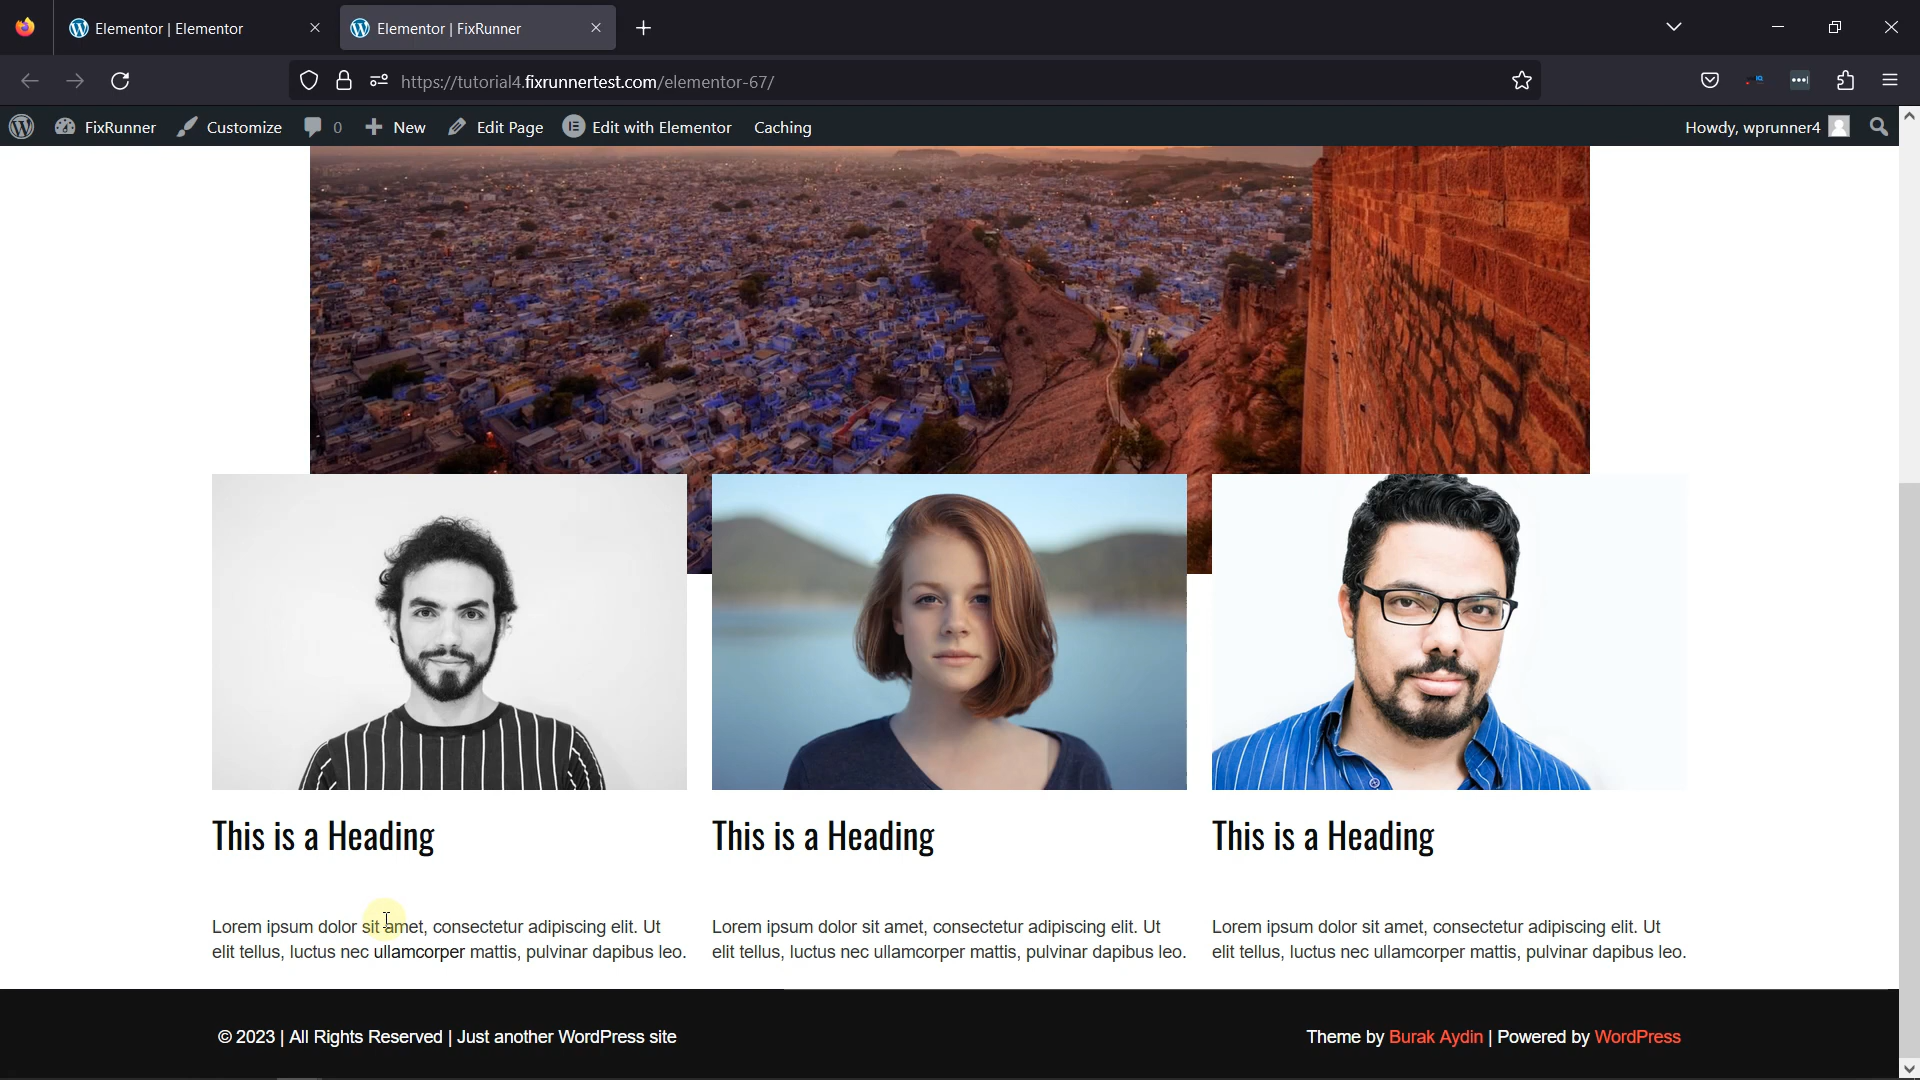 Elementor | Elementor
Elementor | FixRunner
https://tutorial4.fixrunnertest.com/elementor-67/
FixRunner
Customize
0
New
Edit Page
Edit with Elementor
Caching
Howdy, wprunner4
This is a Heading
This is a Heading
This is a Heading
Lorem ipsum dolor sit amet, consectetur adipiscing elit. Ut
elit tellus, luctus nec ullamcorper mattis, pulvinar dapibus leo.
Lorem ipsum dolor sit amet, consectetur adipiscing elit. Ut
elit tellus, luctus nec ullamcorper mattis, pulvinar dapibus leo.
Lorem ipsum dolor sit amet, consectetur adipiscing elit. Ut
elit tellus, luctus nec ullamcorper mattis, pulvinar dapibus leo.
© 2023 | All Rights Reserved | Just another WordPress site
Theme by Burak Aydin | Powered by WordPress